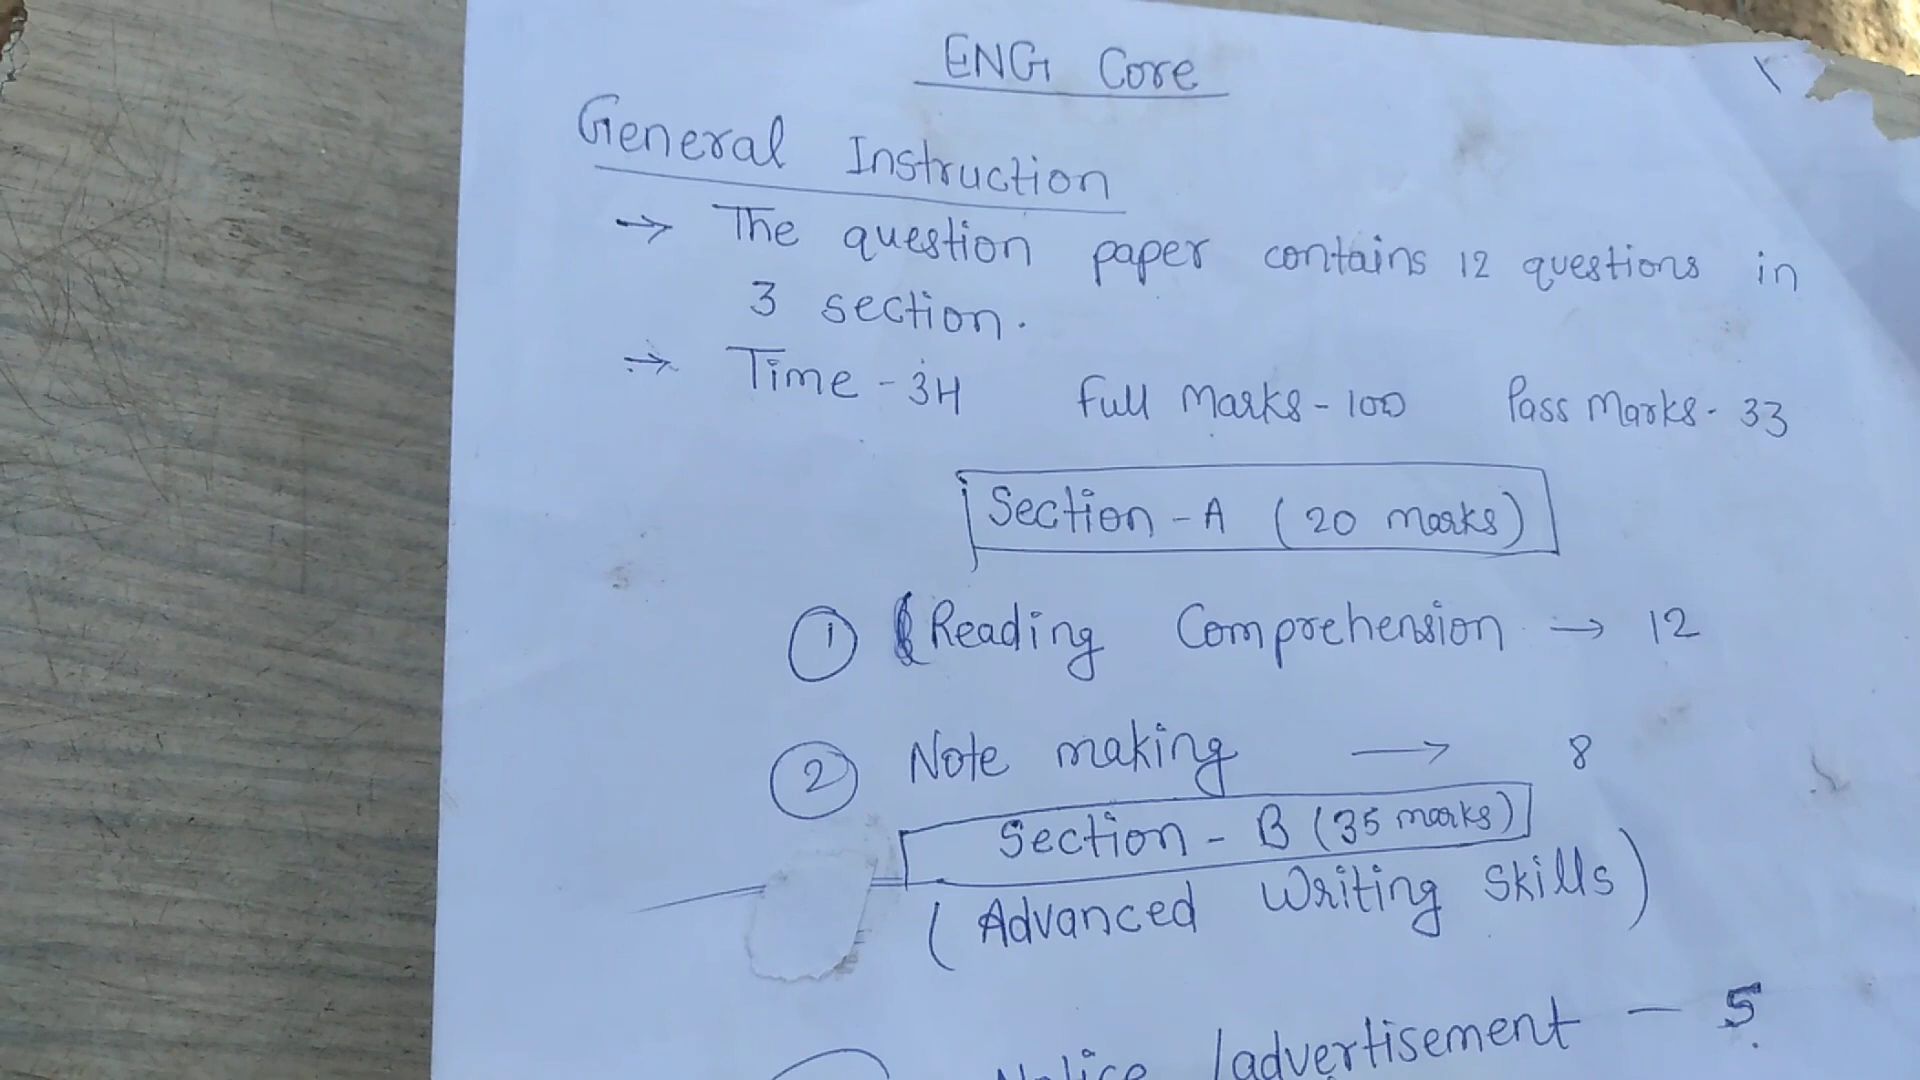 ENG Core
General Instruction
→ The question paper contains 12 questions in
3 section.
→ Time - 3H Full Marks - 100 Pass Marks - 33
Section - A (20 marks)
1 Reading Comprehension → 12
2 Note making → 8
Section - B (35 marks)
(Advanced Writing Skills)
Notice /advertisement - 5